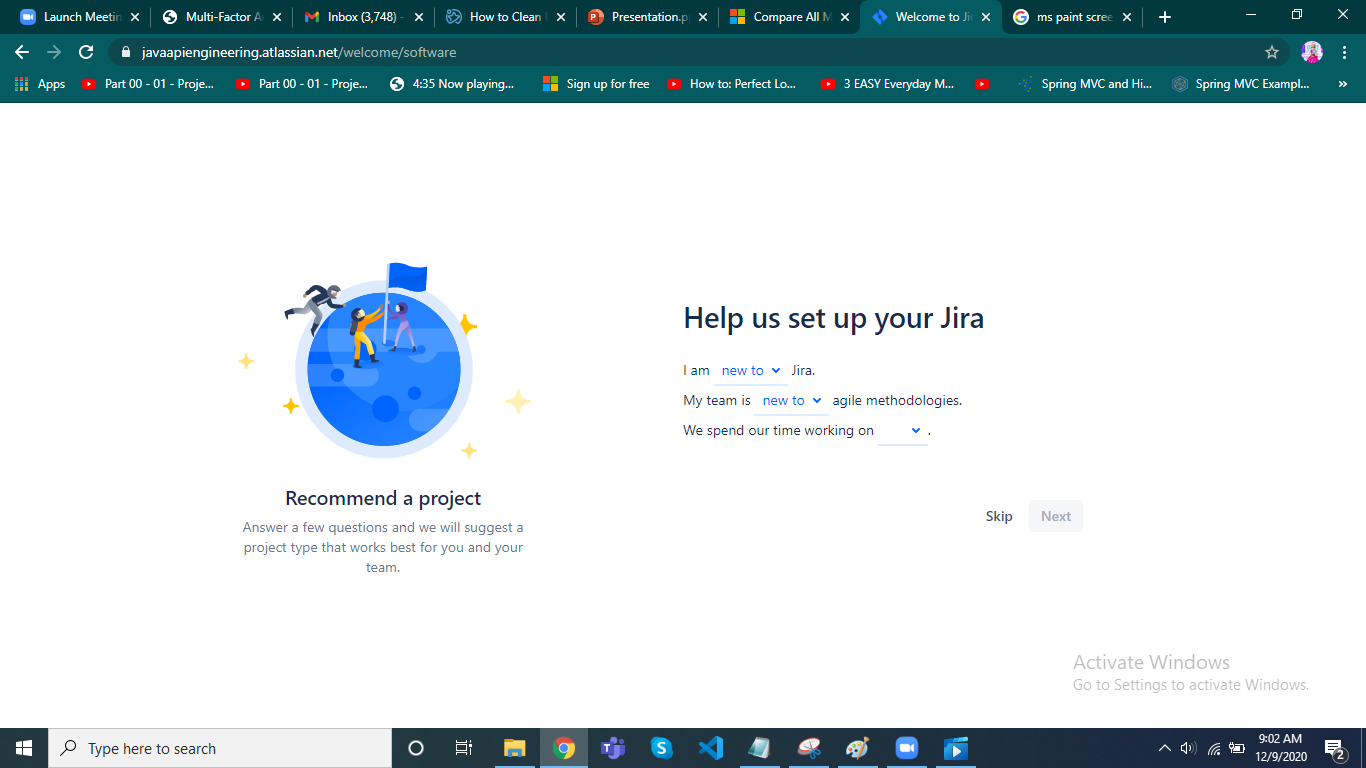 Launch Meetin
Multi-Factor A
Inbox (3,748) -
How to Clean
Presentation.p
Compare All M
Welcome to Jir
ms paint scree
javaapiengineering.atlassian.net/welcome/software
Apps
Part 00 - 01 - Proje...
Part 00 - 01 - Proje...
4:35 Now playing...
Sign up for free
How to: Perfect Lo...
3 EASY Everyday M...
Spring MVC and Hi...
Spring MVC Exampl...
»
Help us set up your Jira
I am new to Jira.
My team is new to agile methodologies.
We spend our time working on .
Skip
Next
Recommend a project
Answer a few questions and we will suggest a
project type that works best for you and your
team.
Activate Windows
Go to Settings to activate Windows.
Type here to search
9:02 AM
12/9/2020
2